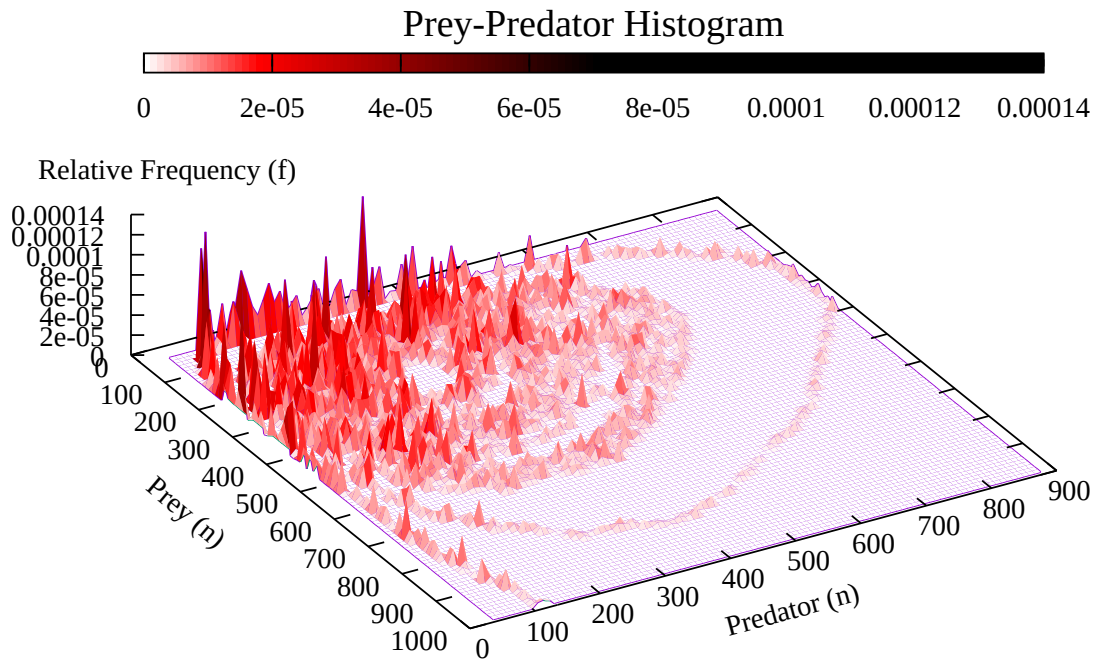 Prey-Predator Histogram
0 2e-05 4e-05 6e-05 8e-05 0.0001 0.00012 0.00014
Relative Frequency (f)
0.00014
0.00012
0.0001
8e-05
6e-05
4e-05
2e-05
0
0
100
200
300
400
500
600
700
800
900
1000
Prey (n)
0
100
200
300
400
500
600
700
800
900
Predator (n)